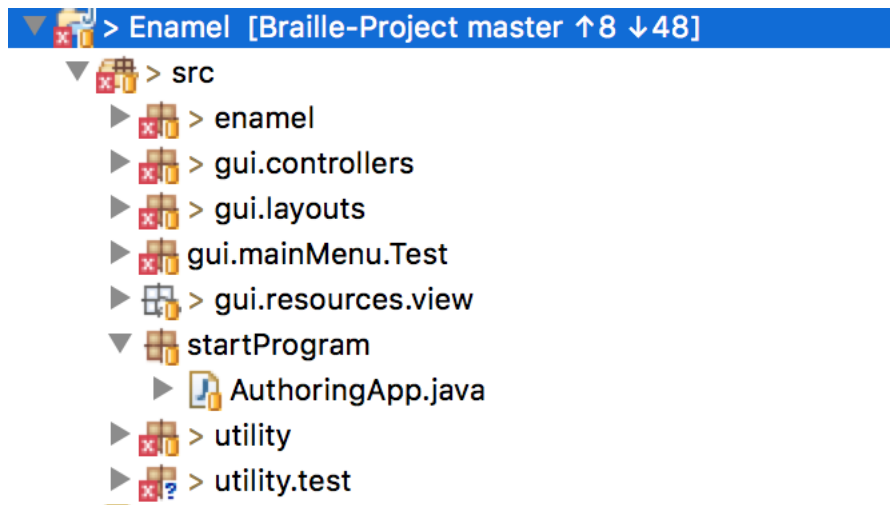 > Enamel [Braille-Project master ↑8 ↓48]
> src
> enamel
> gui.controllers
> gui.layouts
gui.mainMenu.Test
> gui.resources.view
startProgram
AuthoringApp.java
> utility
> utility.test